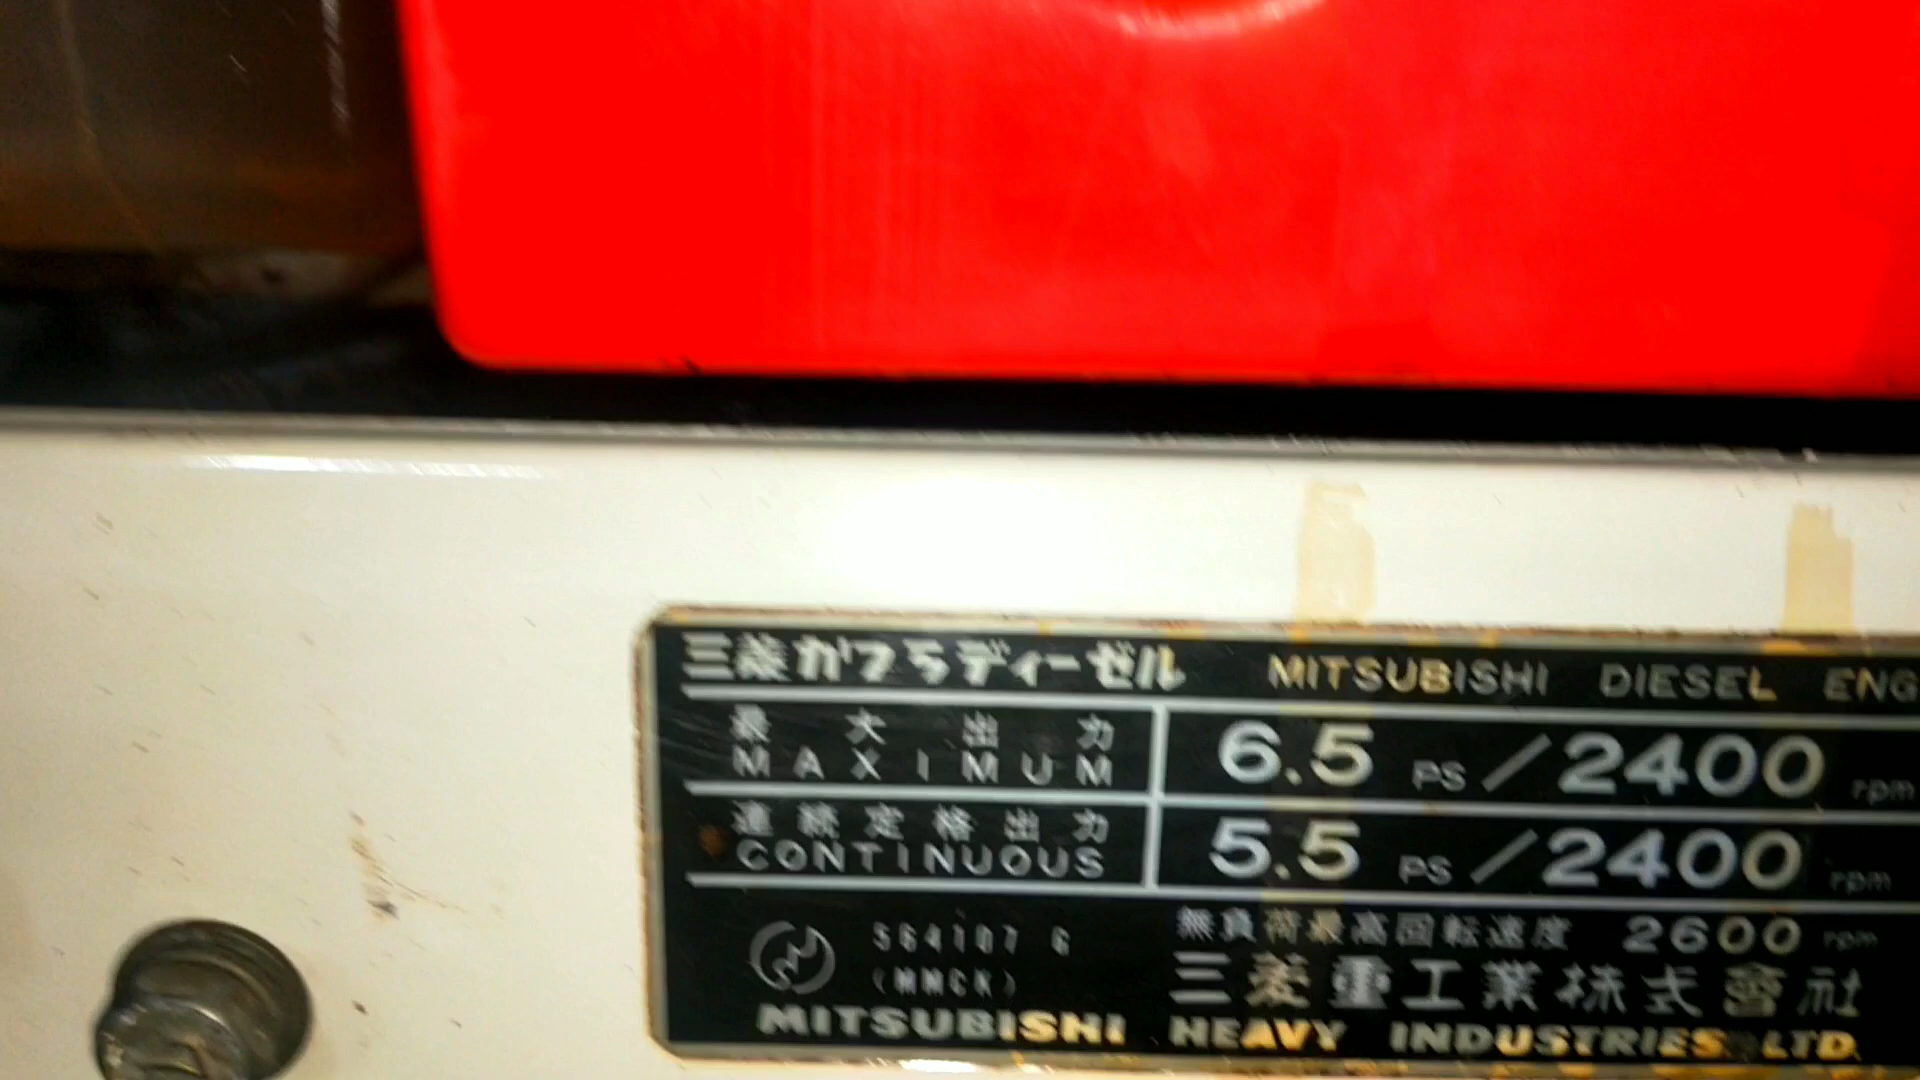 三菱かつらディーゼル MITSUBISHI DIESEL ENG
最大出力
MAXIMUM
6.5 PS/2400 rpm
連続定格出力
CONTINUOUS
5.5 PS/2400 rpm
564107 G
(MMCK)
無負荷最高回転速度 2600 rpm
三菱重工業株式會社
MITSUBISHI HEAVY INDUSTRIES, LTD.